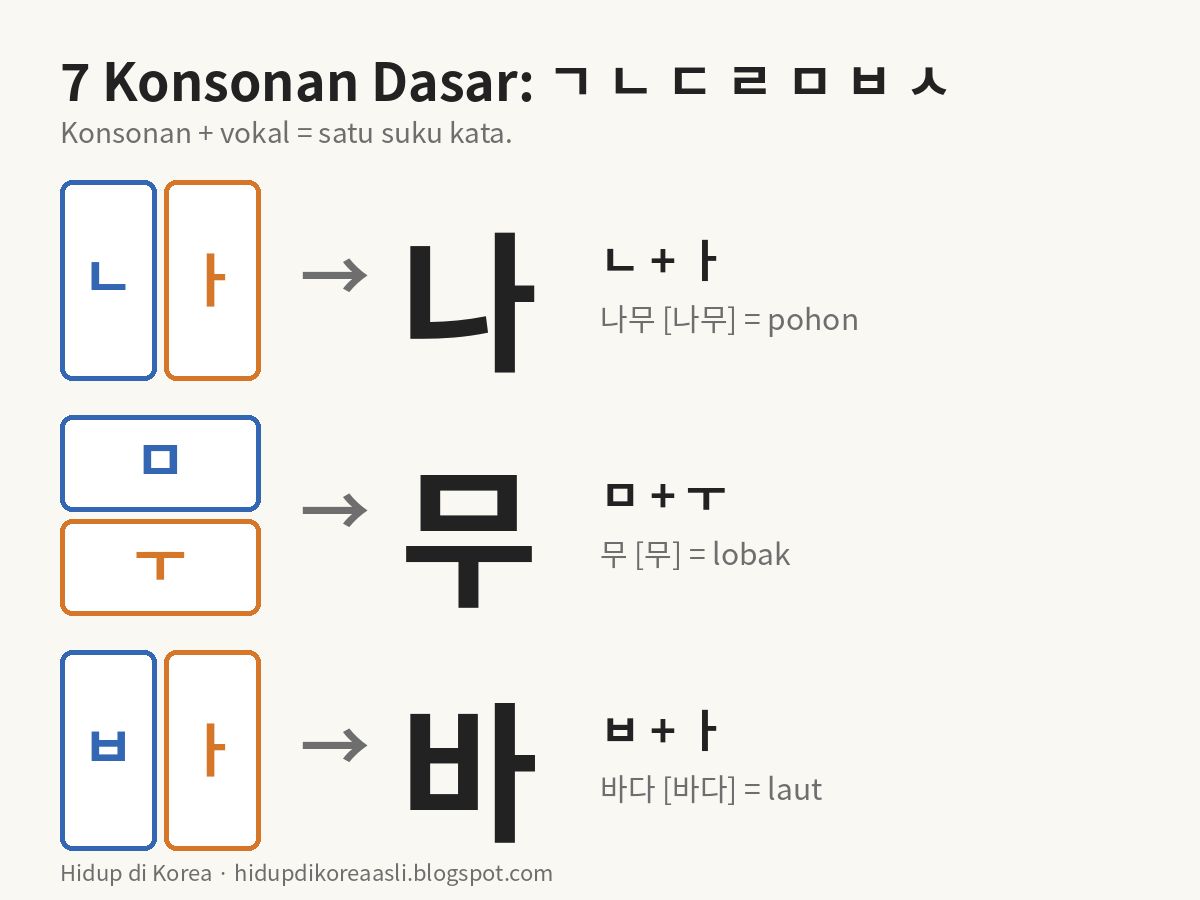 7 Konsonan Dasar: ㄱ ㄴ ㄷ ㄹ ㅁ ㅂ ㅅ
Konsonan + vokal = satu suku kata.
ㄴ ㅏ → 나
ㄴ + ㅏ
나무 [나무] = pohon
ㅁ
ㅜ
→ 무
ㅁ + ㅜ
무 [무] = lobak
ㅂ ㅏ → 바
ㅂ + ㅏ
바다 [바다] = laut
Hidup di Korea · hidupdikoreaasli.blogspot.com